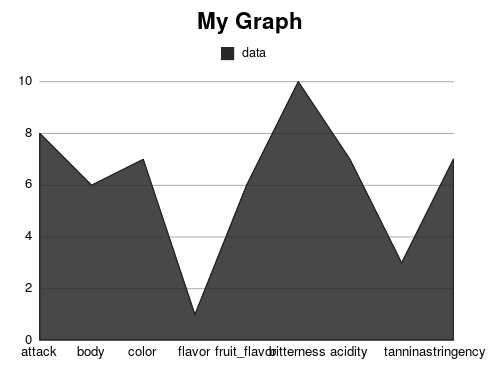 My Graph
data
10
8
6
4
2
0
attack body color flavor fruit_flavor bitterness acidity tannin astringency